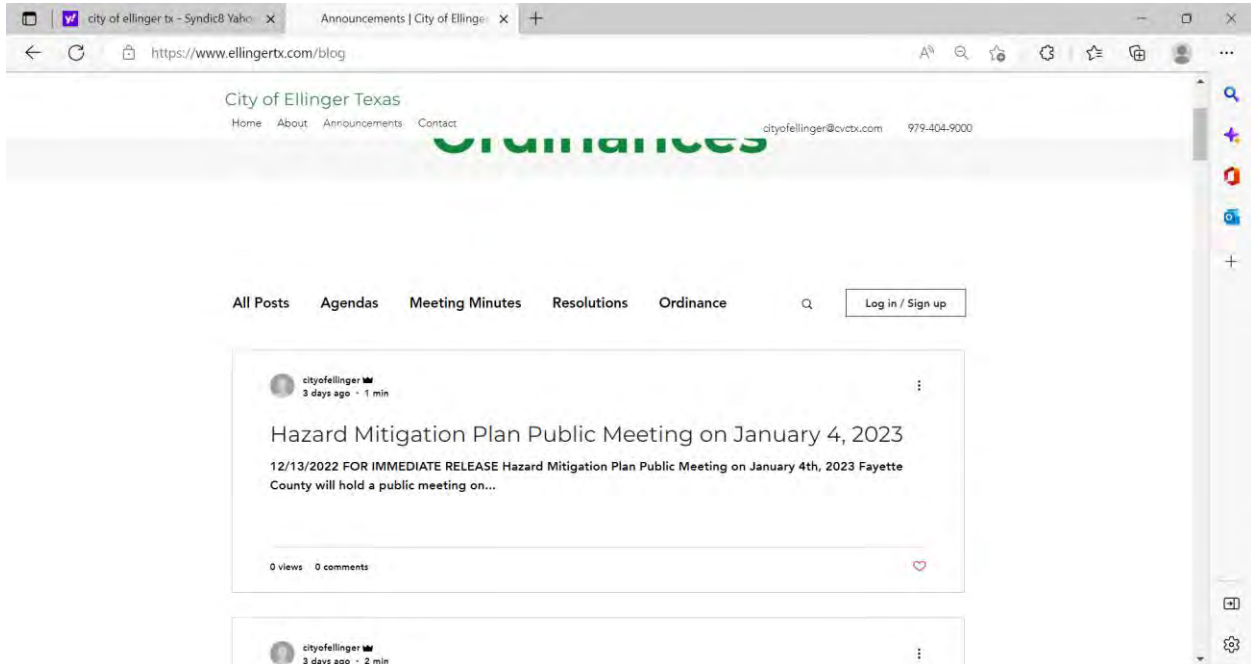 city of ellinger tx - Syndic8 Yaho
Announcements | City of Ellinge
https://www.ellingertx.com/blog
City of Ellinger Texas
Home About Announcements Contact
cityofellinger@cvctx.com 979-404-9000
Ordinances
All Posts Agendas Meeting Minutes Resolutions Ordinance
Log in / Sign up
cityofellinger
3 days ago · 1 min
Hazard Mitigation Plan Public Meeting on January 4, 2023
12/13/2022 FOR IMMEDIATE RELEASE Hazard Mitigation Plan Public Meeting on January 4th, 2023 Fayette
County will hold a public meeting on...
0 views 0 comments
cityofellinger
3 days ago · 2 min